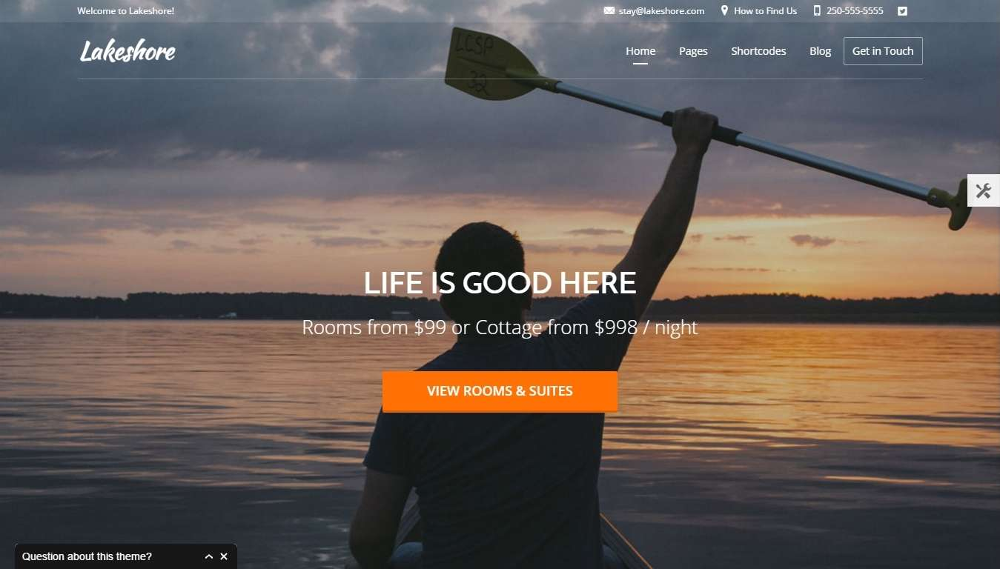 Welcome to Lakeshore!
stay@lakeshore.com
How to Find Us
250-555-5555
Lakeshore
Home
Pages
Shortcodes
Blog
Get in Touch
LCSP
32
LIFE IS GOOD HERE
Rooms from $99 or Cottage from $998 / night
VIEW ROOMS & SUITES
Question about this theme?